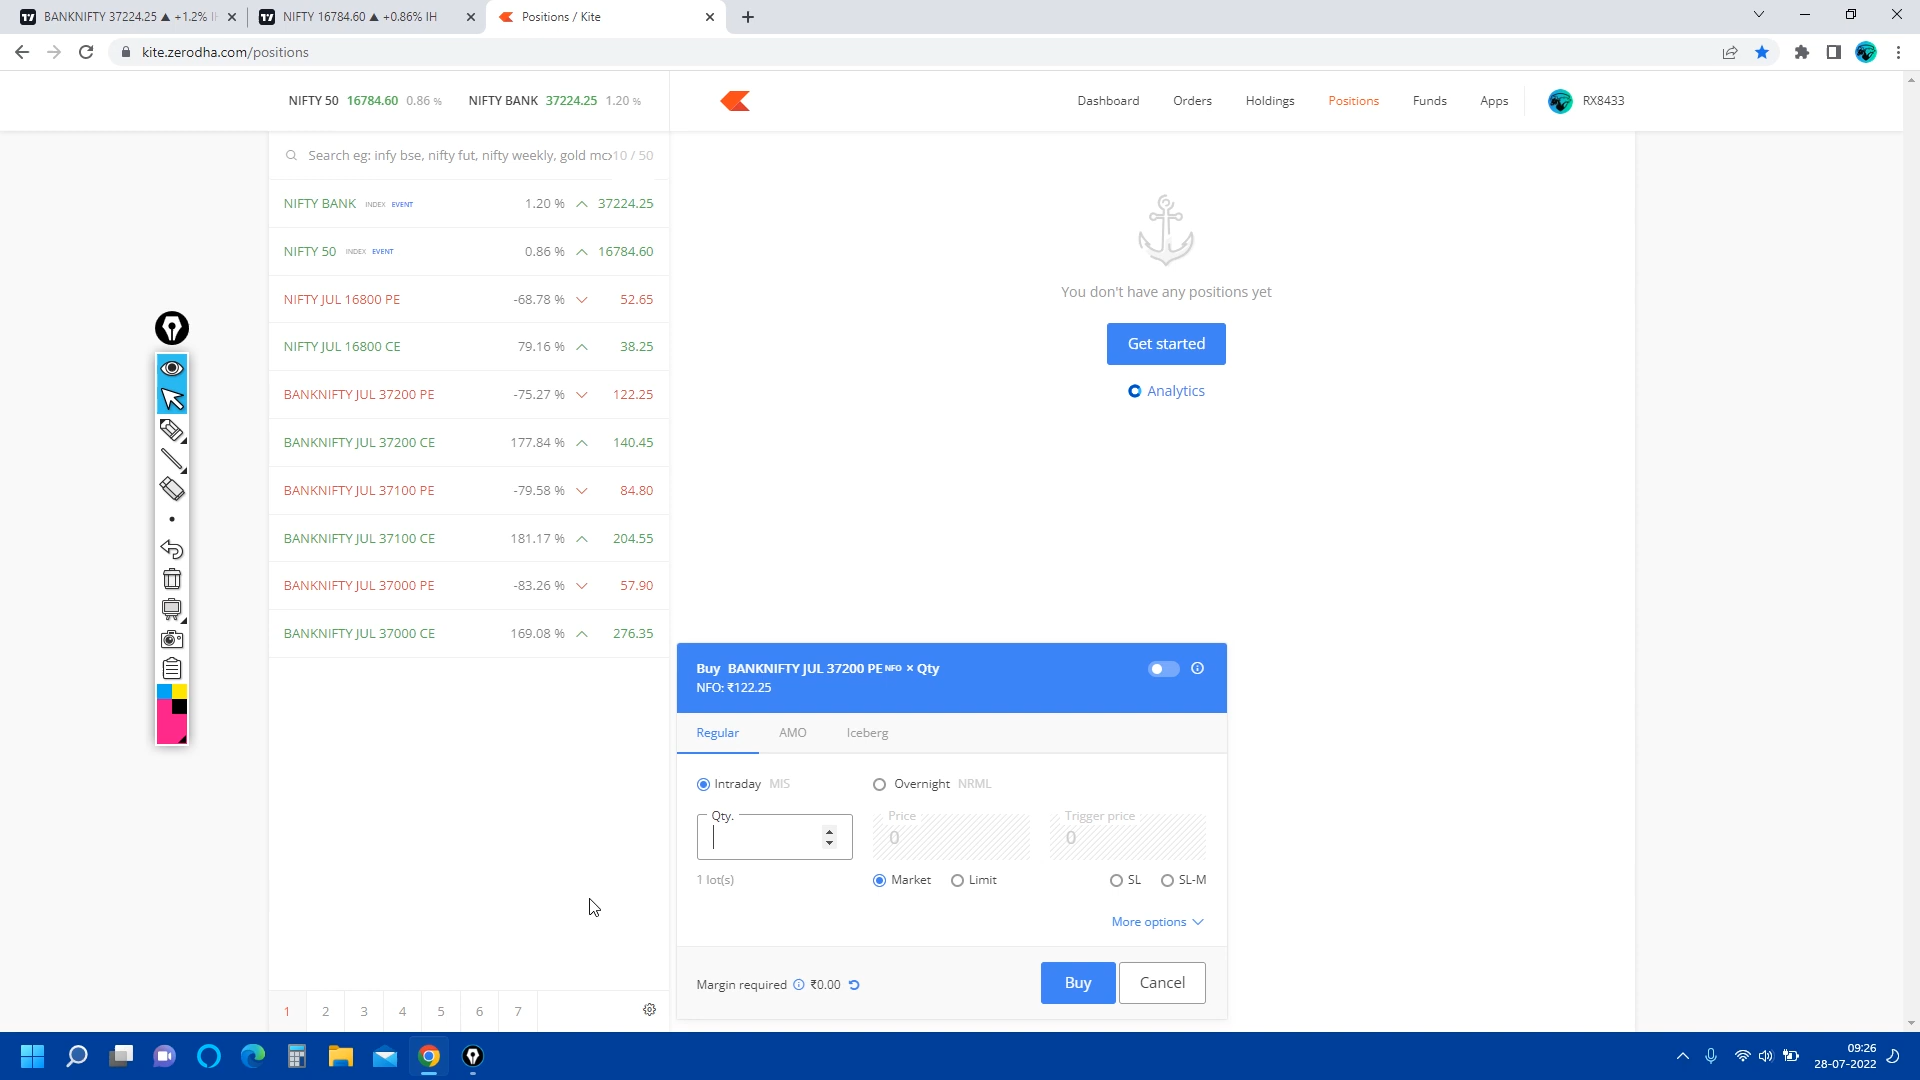 BANKNIFTY 37224.25 ▲ +1.2%
NIFTY 16784.60 ▲ +0.86% IH
Positions / Kite
kite.zerodha.com/positions
NIFTY 50 16784.60 0.86 %
NIFTY BANK 37224.25 1.20 %
Dashboard
Orders
Holdings
Positions
Funds
Apps
RX8433
Search eg: infy bse, nifty fut, nifty weekly, gold mcx
10 / 50
NIFTY BANK INDEX EVENT 1.20 % 37224.25
NIFTY 50 INDEX EVENT 0.86 % 16784.60
NIFTY JUL 16800 PE -68.78 % 52.65
NIFTY JUL 16800 CE 79.16 % 38.25
BANKNIFTY JUL 37200 PE -75.27 % 122.25
BANKNIFTY JUL 37200 CE 177.84 % 140.45
BANKNIFTY JUL 37100 PE -79.58 % 84.80
BANKNIFTY JUL 37100 CE 181.17 % 204.55
BANKNIFTY JUL 37000 PE -83.26 % 57.90
BANKNIFTY JUL 37000 CE 169.08 % 276.35
You don't have any positions yet
Get started
Analytics
Buy BANKNIFTY JUL 37200 PE NFO × Qty
NFO: ₹122.25
Regular
AMO
Iceberg
Intraday MIS
Overnight NRML
Qty.
Price
0
Trigger price
0
1 lot(s)
Market
Limit
SL
SL-M
More options
Margin required ₹0.00
Buy
Cancel
1 2 3 4 5 6 7
09:26
28-07-2022